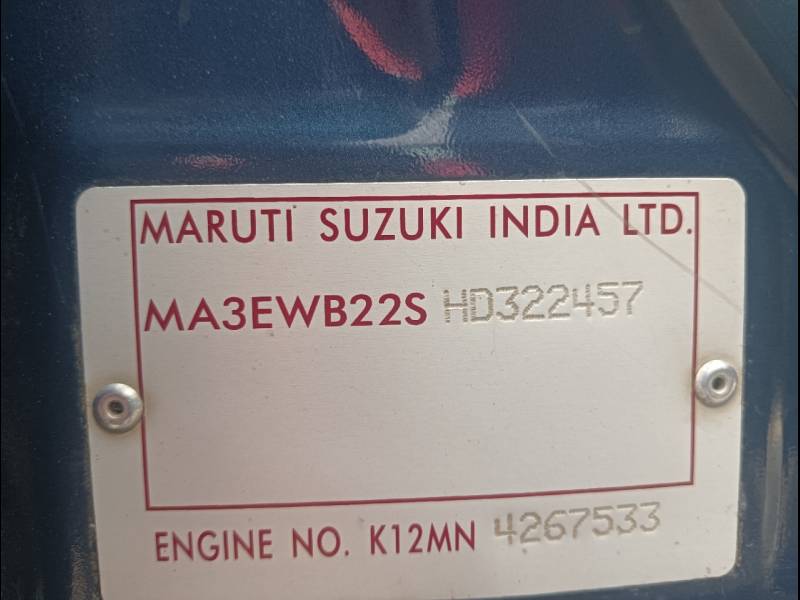 MARUTI SUZUKI INDIA LTD.
MA3EWB22S HD322457
ENGINE NO. K12MN 4267533